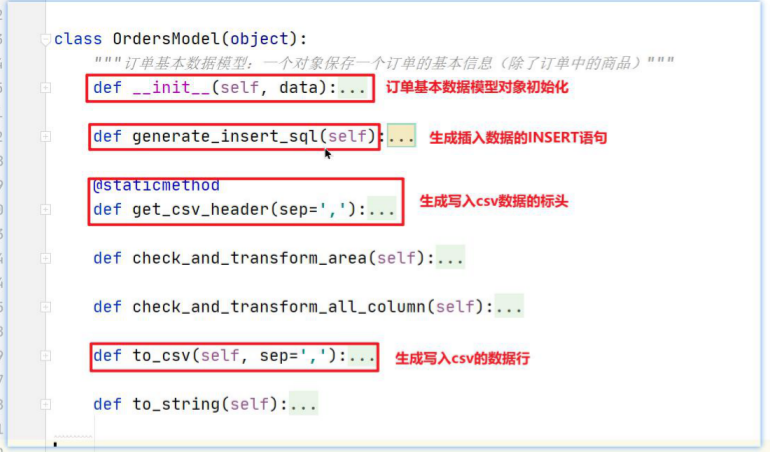 class OrdersModel(object):
"""订单基本数据模型：一个对象保存一个订单的基本信息（除了订单中的商品）"""
def __init__(self, data):... 订单基本数据模型对象初始化
def generate_insert_sql(self):... 生成插入数据的INSERT语句
@staticmethod
def get_csv_header(sep=','):... 生成写入csv数据的标头
def check_and_transform_area(self):...
def check_and_transform_all_column(self):...
def to_csv(self, sep=','):... 生成写入csv的数据行
def to_string(self):...